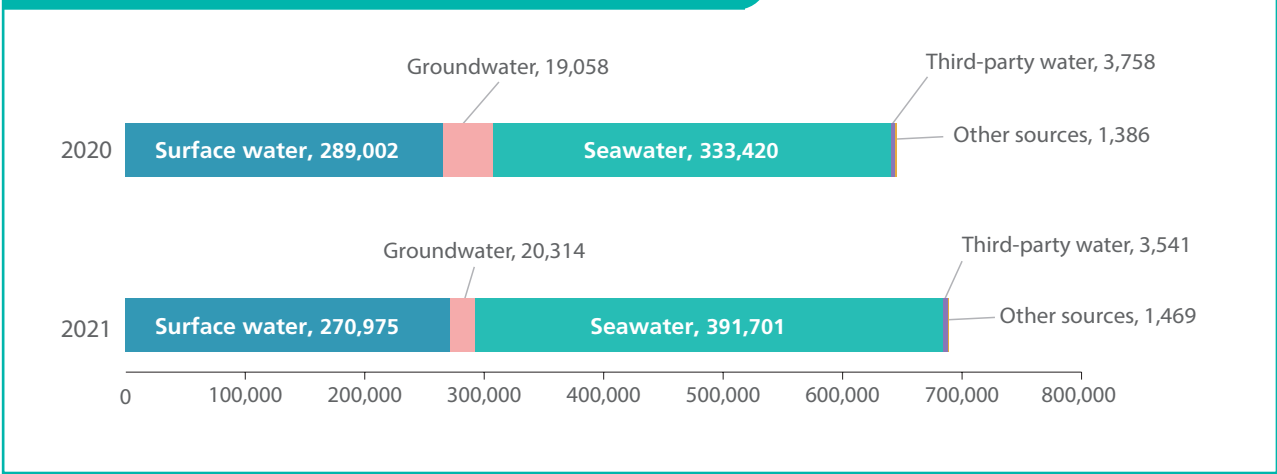 Groundwater, 19,058
Third-party water, 3,758
2020
Surface water, 289,002
Seawater, 333,420
Other sources, 1,386
Groundwater, 20,314
Third-party water, 3,541
2021
Surface water, 270,975
Seawater, 391,701
Other sources, 1,469
0
100,000
200,000
300,000
400,000
500,000
600,000
700,000
800,000